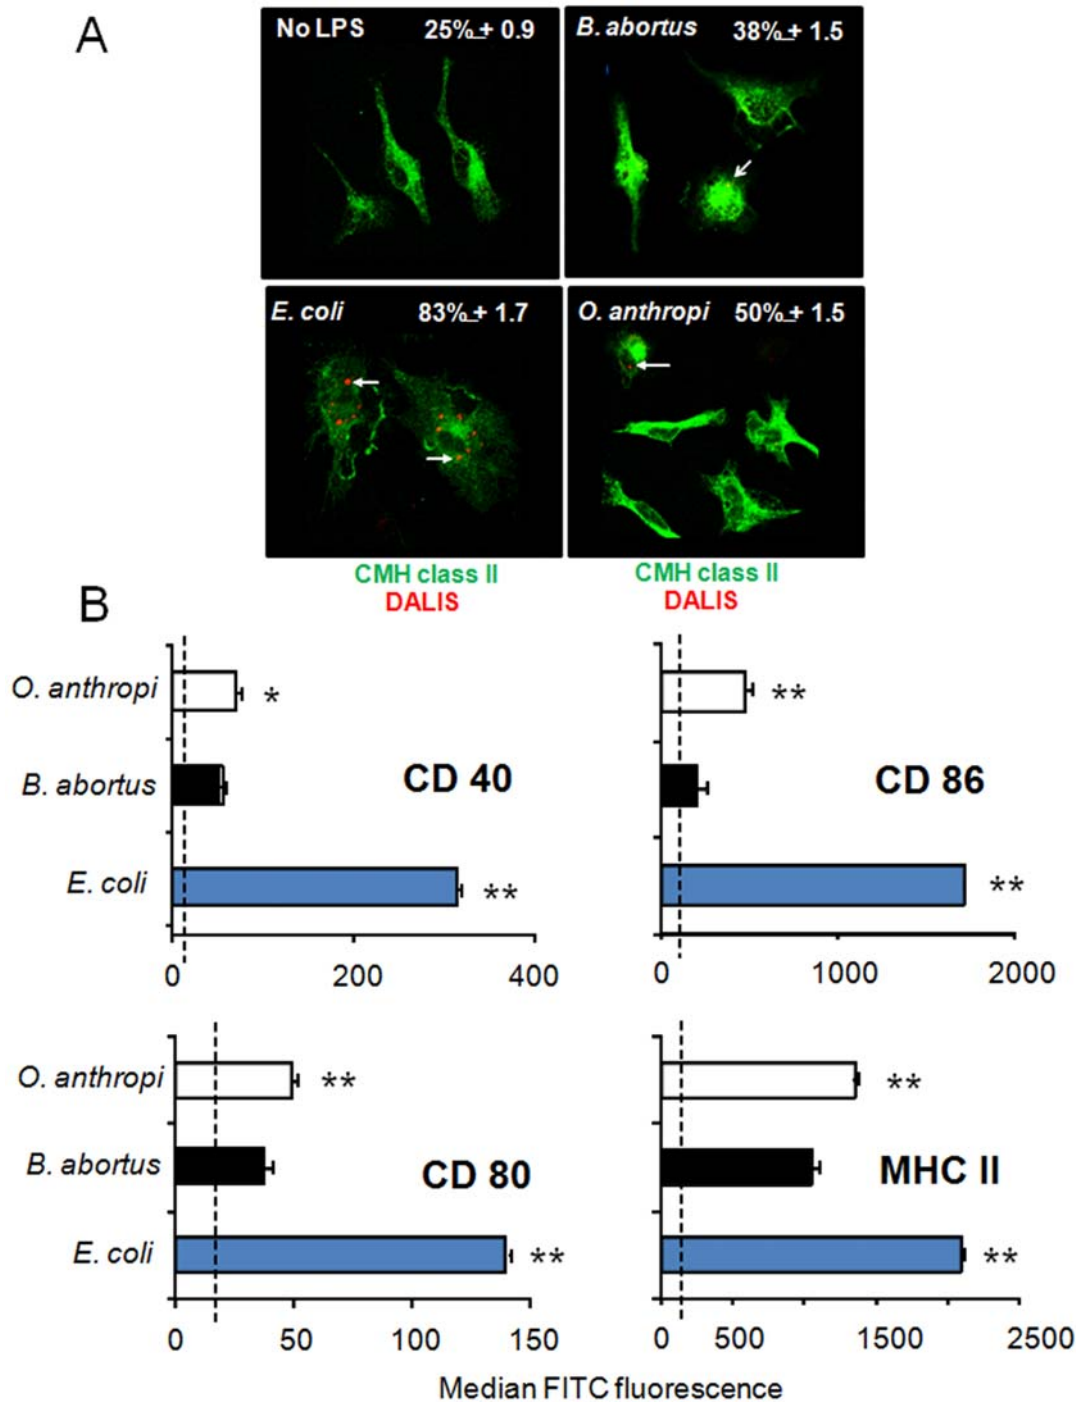 A
No LPS 25% ± 0.9
B. abortus 38% ± 1.5
E. coli 83% ± 1.7
O. anthropi 50% ± 1.5
CMH class II
DALIS
CMH class II
DALIS
B
O. anthropi *
B. abortus
E. coli **
CD 40
0 200 400
**
CD 86
**
0 1000 2000
O. anthropi **
B. abortus
E. coli **
CD 80
0 50 100 150
**
MHC II
**
0 500 1500 2500
Median FITC fluorescence